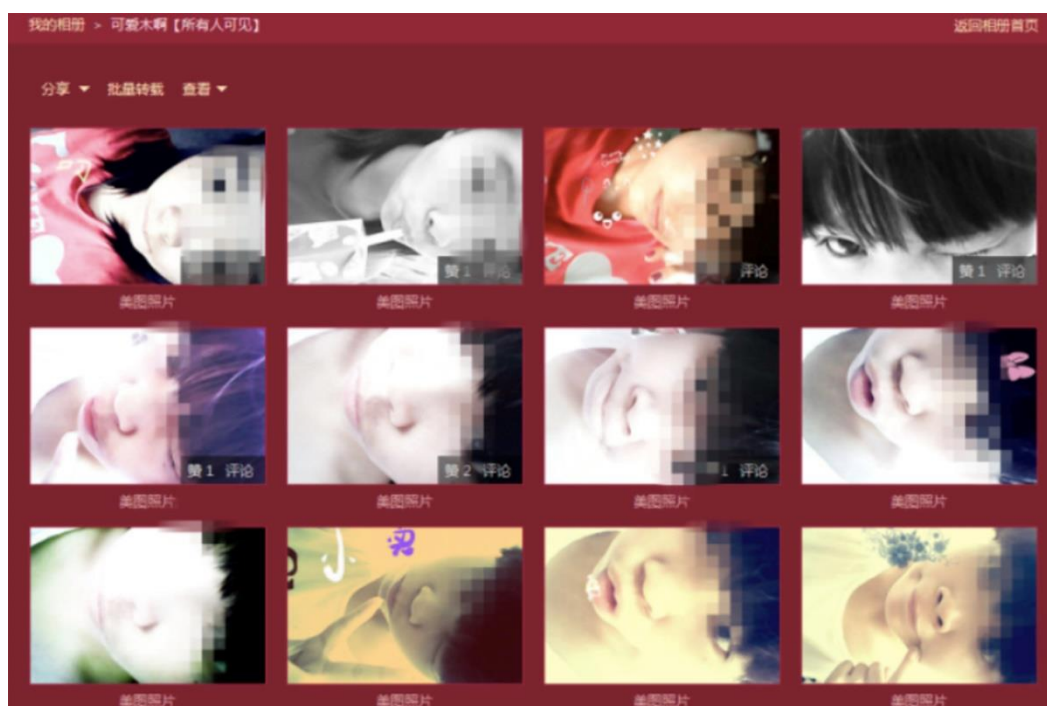 我的相册 > 可爱木啊【所有人可见】 返回相册首页
分享 批量转载 查看
赞1 评论
评论
赞1 评论
美图照片 美图照片 美图照片 美图照片
赞1 评论
赞2 评论
1 评论
美图照片 美图照片 美图照片 美图照片
小
美图照片 美图照片 美图照片 美图照片